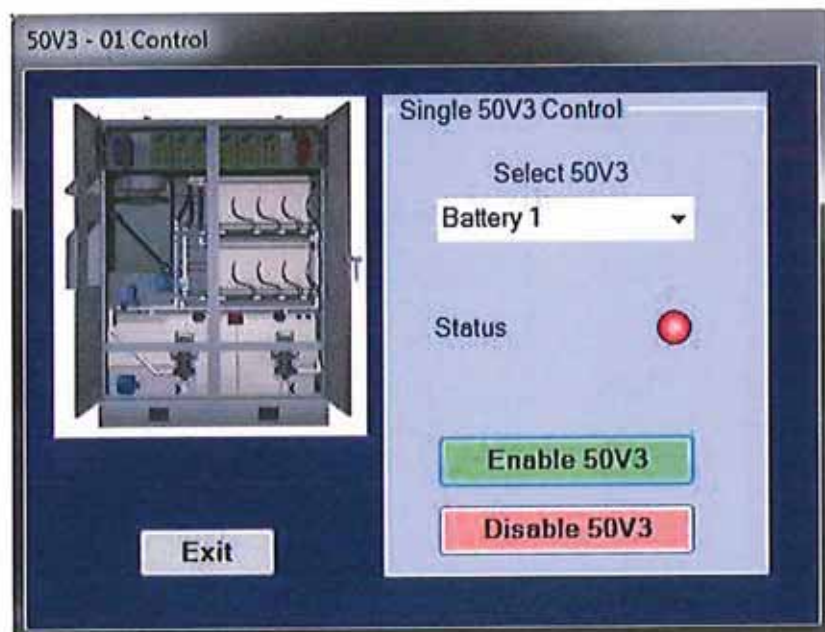 50V3 - 01 Control
Single 50V3 Control
Select 50V3
Battery 1
Status
Enable 50V3
Disable 50V3
Exit